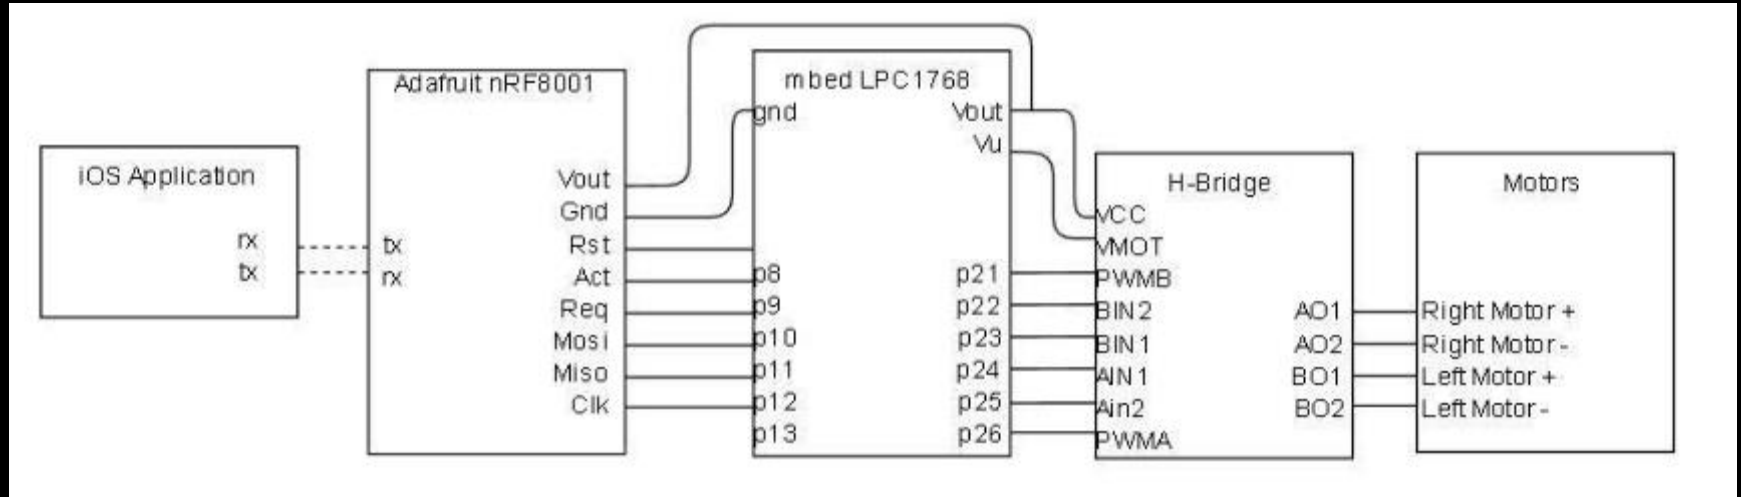 iOS Application
rx
tx
Adafruit nRF8001
tx
rx
Vout
Gnd
Rst
Act
Req
Mosi
Miso
Clk
mbed LPC1768
gnd
p8
p9
p10
p11
p12
p13
Vout
Vu
p21
p22
p23
p24
p25
p26
H-Bridge
VCC
VMOT
PWMB
BIN2
BIN1
AIN1
Ain2
PWMA
AO1
AO2
BO1
BO2
Motors
Right Motor +
Right Motor -
Left Motor +
Left Motor -